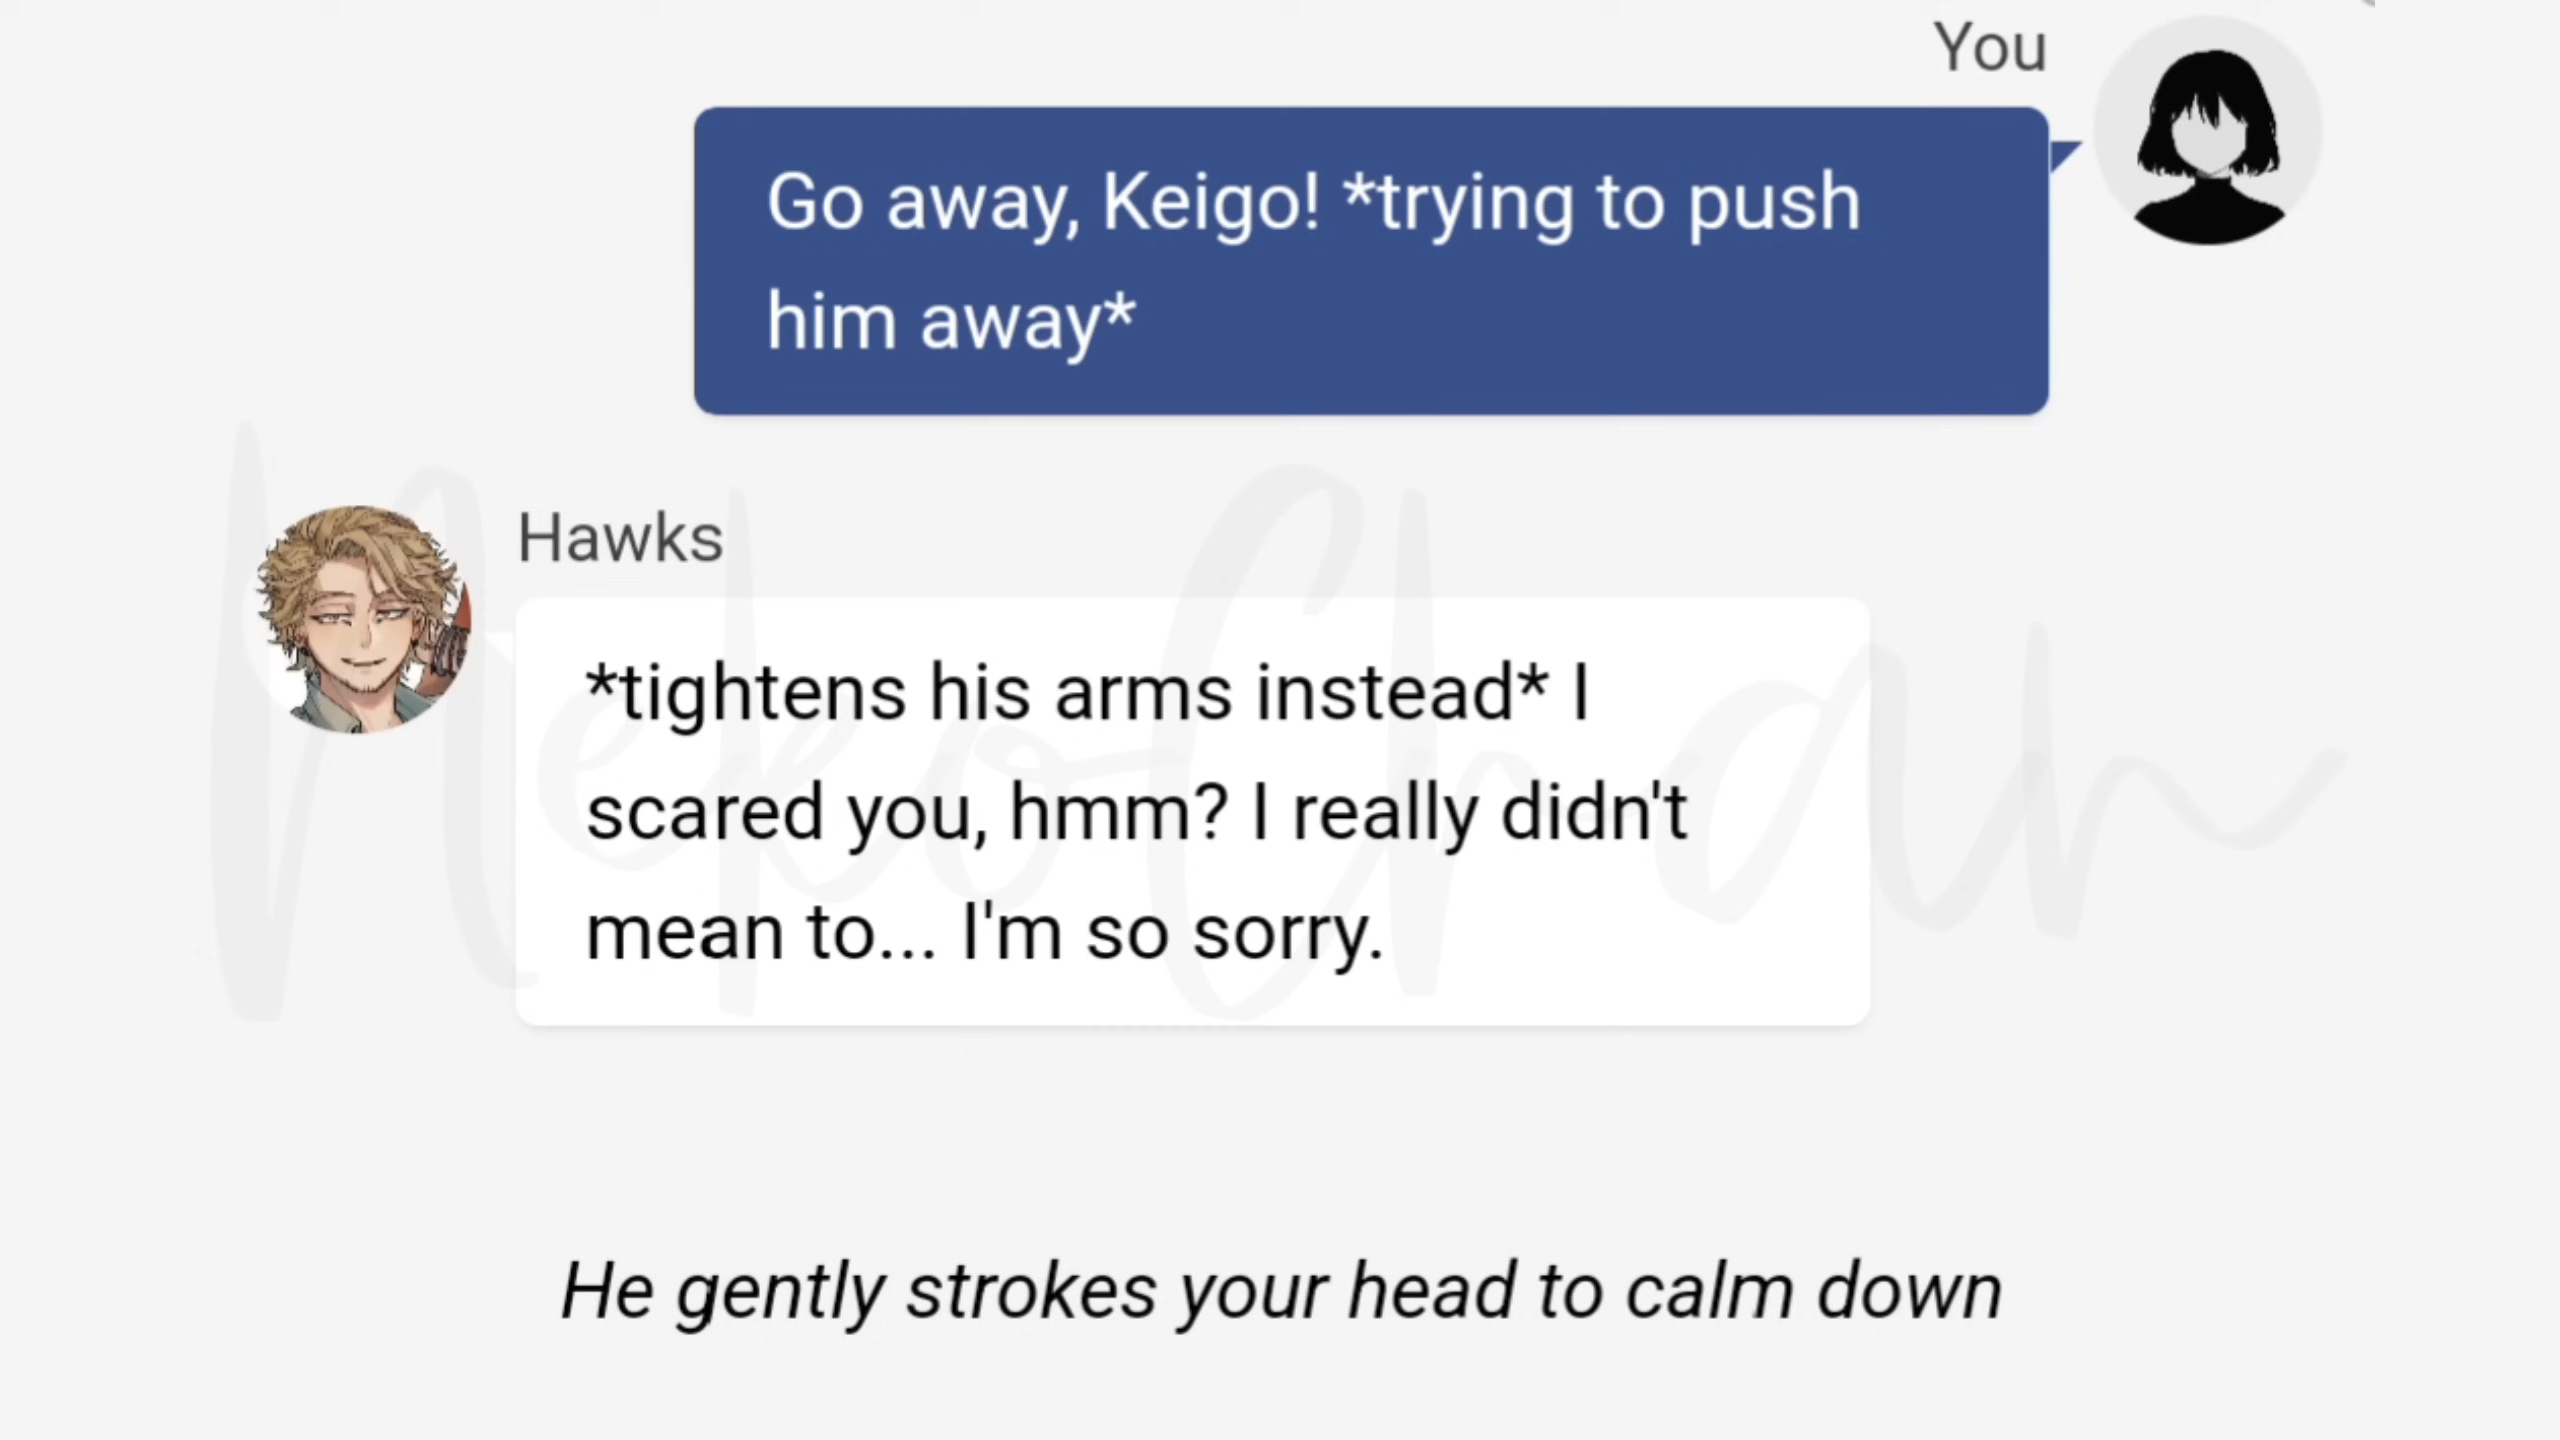 You
Go away, Keigo! *trying to push
him away*
Hawks
*tightens his arms instead* I
scared you, hmm? I really didn't
mean to... I'm so sorry.
NekoChan
He gently strokes your head to calm down